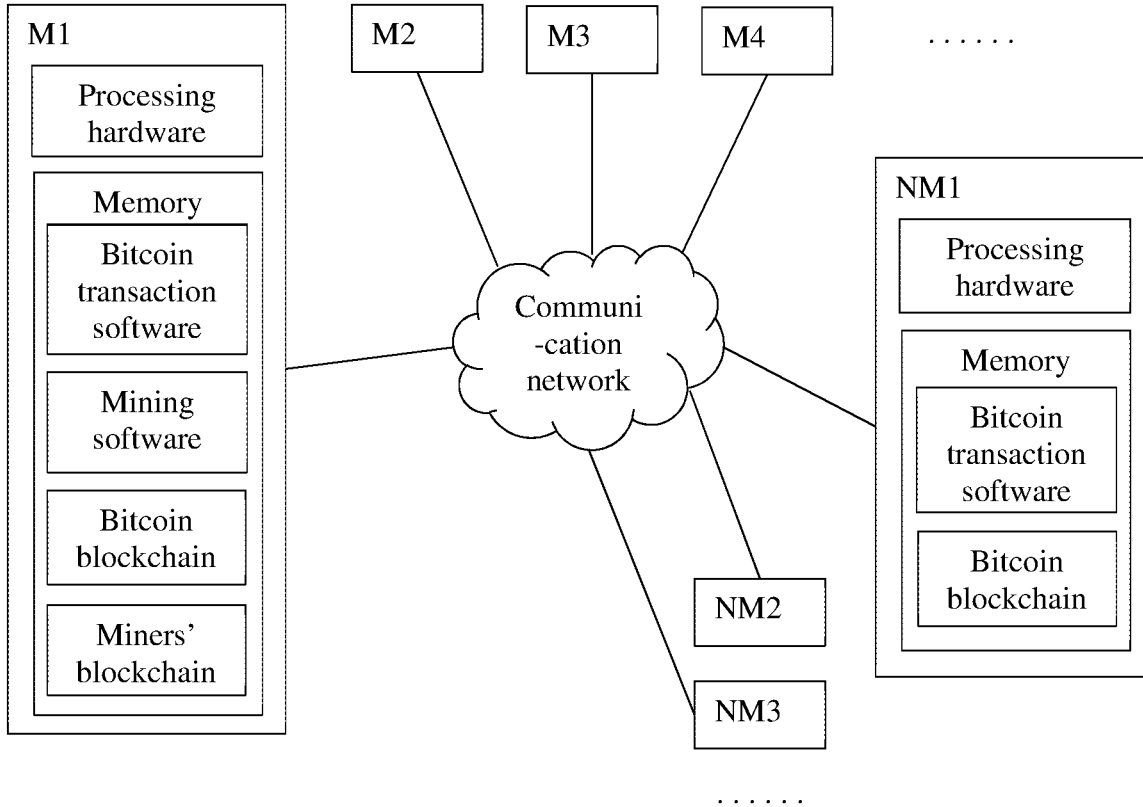 M1
Processing
hardware
Memory
Bitcoin
transaction
software
Mining
software
Bitcoin
blockchain
Miners’
blockchain
M2
M3
M4
. . . . . .
Communi
-cation
network
NM1
Processing
hardware
Memory
Bitcoin
transaction
software
Bitcoin
blockchain
NM2
NM3
. . . . . .